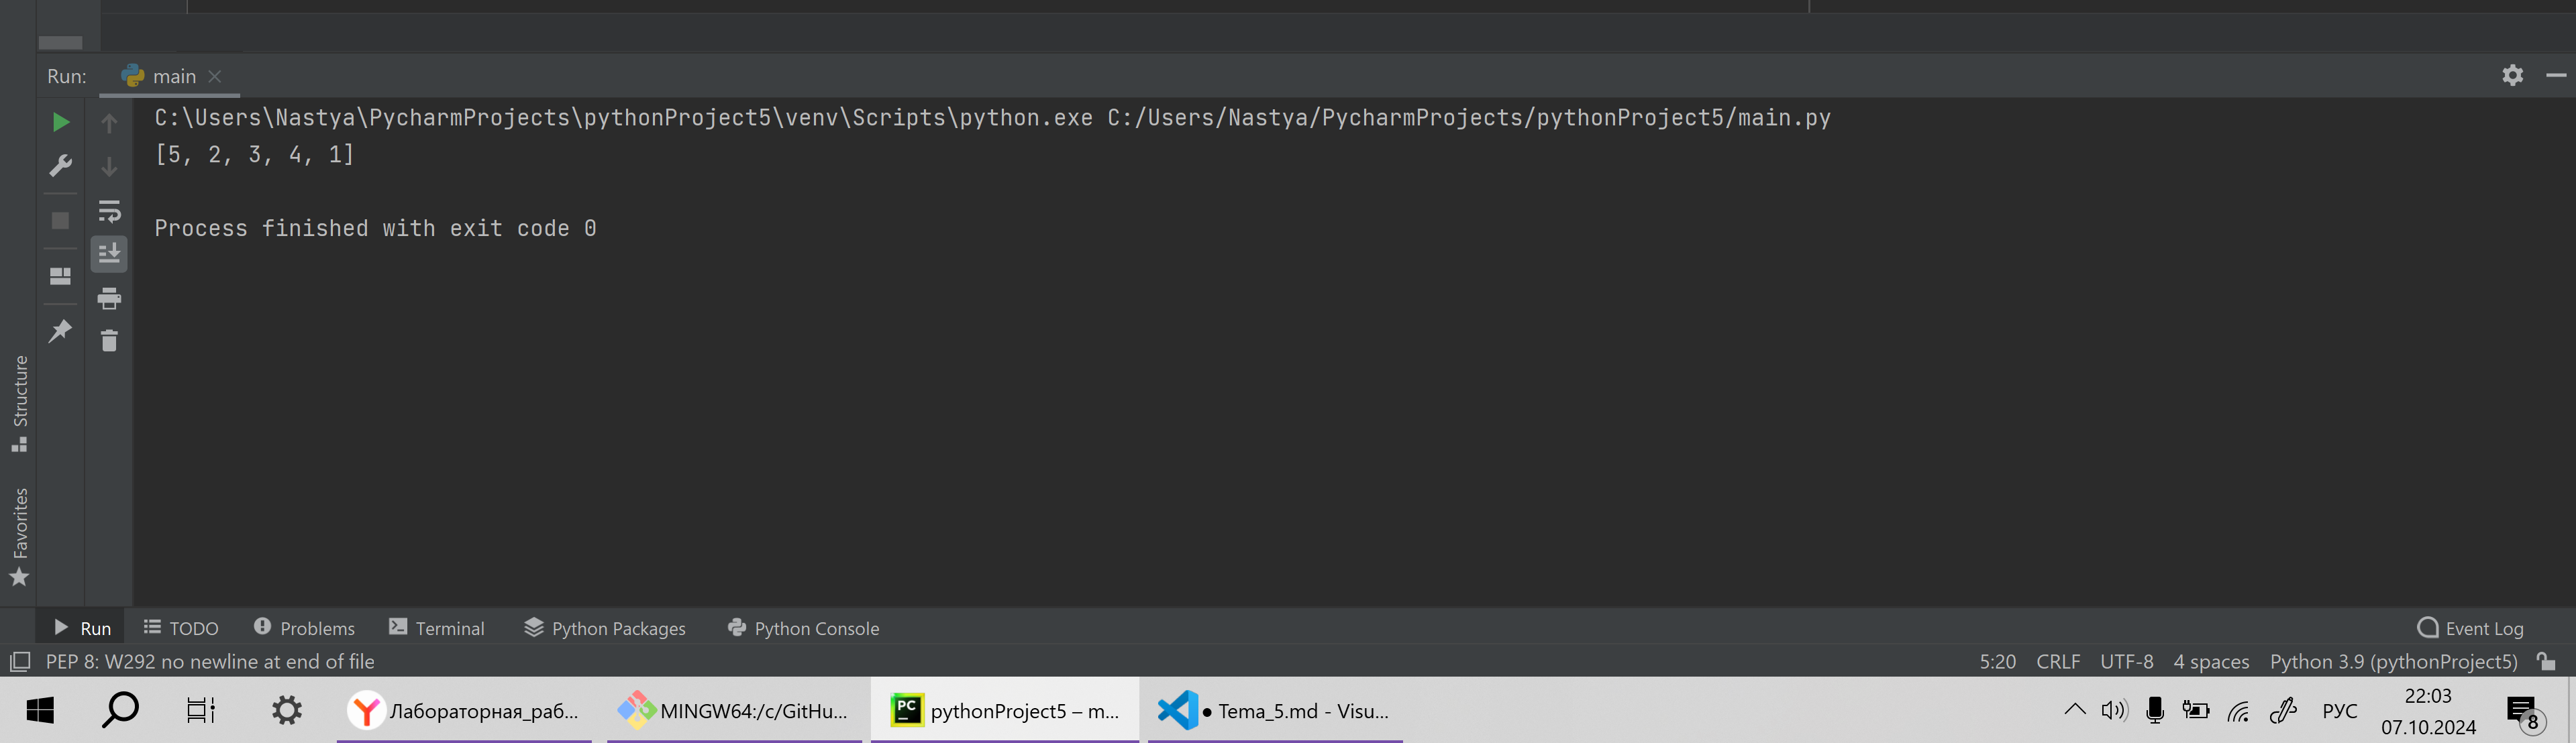 Run: main
C:\Users\Nastya\PycharmProjects\pythonProject5\venv\Scripts\python.exe C:/Users/Nastya/PycharmProjects/pythonProject5/main.py
[5, 2, 3, 4, 1]
Process finished with exit code 0
Structure
Favorites
Run TODO Problems Terminal Python Packages Python Console Event Log
PEP 8: W292 no newline at end of file 5:20 CRLF UTF-8 4 spaces Python 3.9 (pythonProject5)
Лабораторная_раб... MINGW64:/c/GitHu... PC pythonProject5 – m... ● Tema_5.md - Visu... РУС 22:03
07.10.2024 8